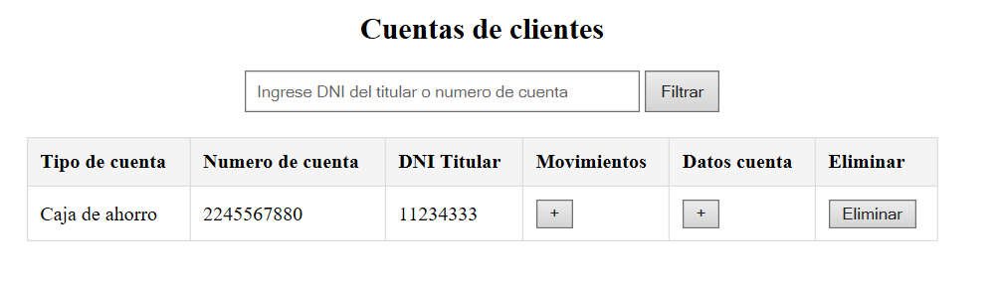 Cuentas de clientes
Ingrese DNI del titular o numero de cuenta Filtrar
Tipo de cuenta Numero de cuenta DNI Titular Movimientos Datos cuenta Eliminar
Caja de ahorro 2245567880 11234333 + + Eliminar